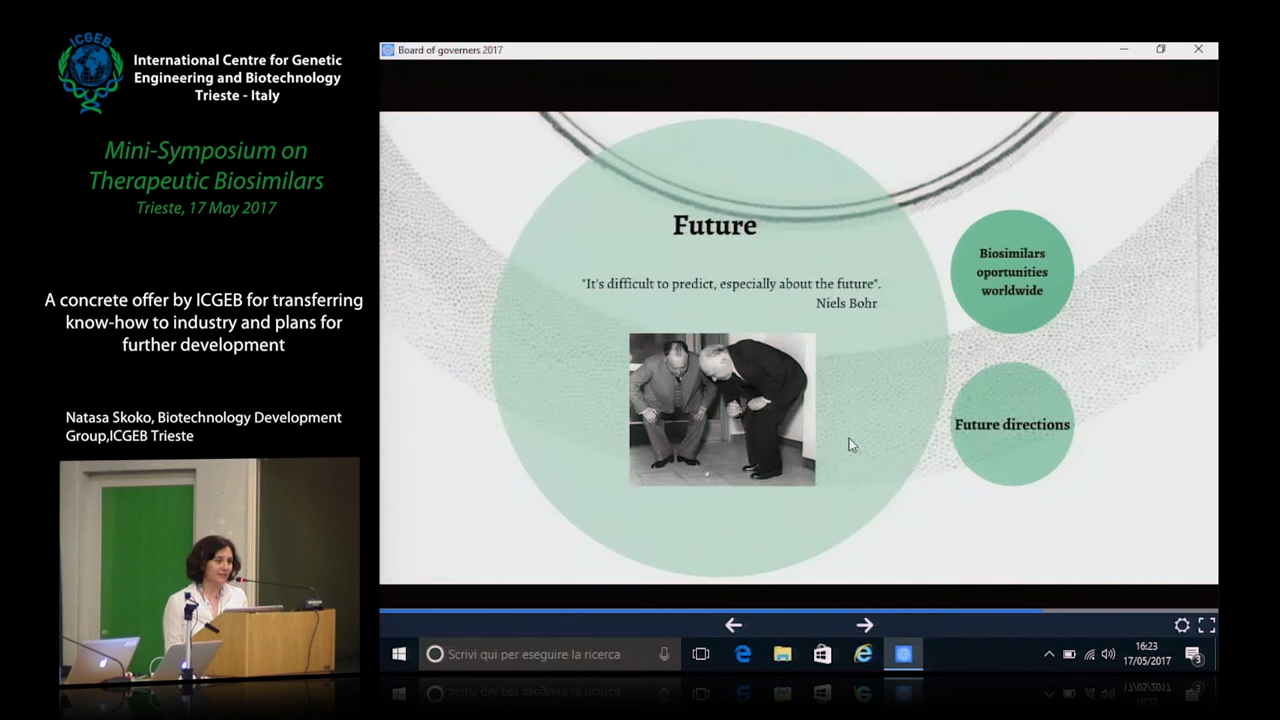 ICGEB
International Centre for Genetic
Engineering and Biotechnology
Trieste - Italy
Mini-Symposium on
Therapeutic Biosimilars
Trieste, 17 May 2017
A concrete offer by ICGEB for transferring
know-how to industry and plans for
further development
Natasa Skoko, Biotechnology Development
Group,ICGEB Trieste
Board of governers 2017
Future
"It's difficult to predict, especially about the future".
Niels Bohr
Biosimilars
oportunities
worldwide
Future directions
Scrivi qui per eseguire la ricerca
16:23
17/05/2017
3